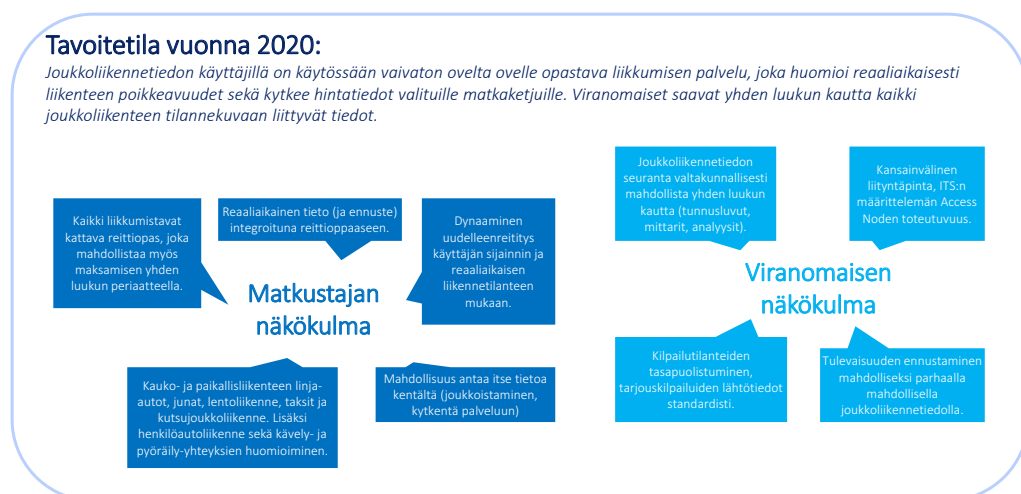 Tavoitetila vuonna 2020:
Joukkoliikennetiedon käyttäjillä on käytössään vaivaton ovelta ovelle opastava liikkumisen palvelu, joka huomioi reaaliaikaisesti
liikenteen poikkeavuudet sekä kytkee hintatiedot valituille matkaketjuille. Viranomaiset saavat yhden luukun kautta kaikki
joukkoliikenteen tilannekuvaan liittyvät tiedot.
Kaikki liikkumistavat
kattava reittiopas, joka
mahdollistaa myös
maksamisen yhden
luukun periaatteella.
Reaaliaikainen tieto (ja ennuste)
integroituna reittioppaaseen.
Dynaaminen
uudelleenreititys
käyttäjän sijainnin ja
reaaliaikaisen
liikennetilanteen
mukaan.
Matkustajan
näkökulma
Kauko- ja paikallisliikenteen linja-
autot, junat, lentoliikenne, taksit ja
kutsujoukkoliikenne. Lisäksi
henkilöautoliikenne sekä kävely- ja
pyöräily-yhteyksien huomioiminen.
Mahdollisuus antaa itse tietoa
kentältä (joukkoistaminen,
kytkentä palveluun)
Joukkoliikennetiedon
seuranta valtakunnallisesti
mahdollista yhden luukun
kautta (tunnusluvut,
mittarit, analyysit).
Kansainvälinen
liityntäpinta, ITS:n
määrittelemän Access
Noden toteutuvuus.
Viranomaisen
näkökulma
Kilpailutilanteiden
tasapuolistuminen,
tarjouskilpailuiden lähtötiedot
standardisti.
Tulevaisuuden ennustaminen
mahdolliseksi parhaalla
mahdollisella
joukkoliikennetiedolla.